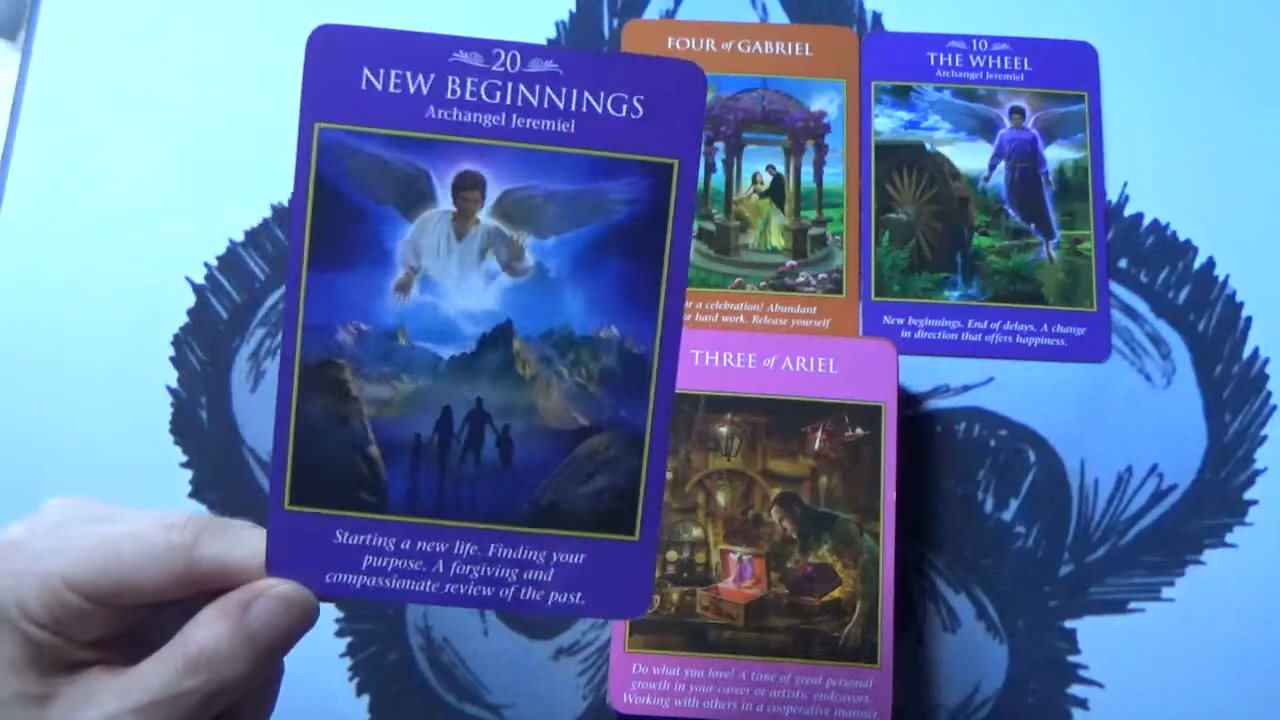 20
NEW BEGINNINGS
Archangel Jeremiel
Starting a new life. Finding your
purpose. A forgiving and
compassionate review of the past.
FOUR of GABRIEL
a celebration! Abundant
hard work. Release yourself
10
THE WHEEL
Archangel Jeremiel
New beginnings. End of delays. A change
in direction that offers happiness.
THREE of ARIEL
Do what you love! A time of great personal
growth in your career or artistic endeavors.
Working with others in a cooperative manner.